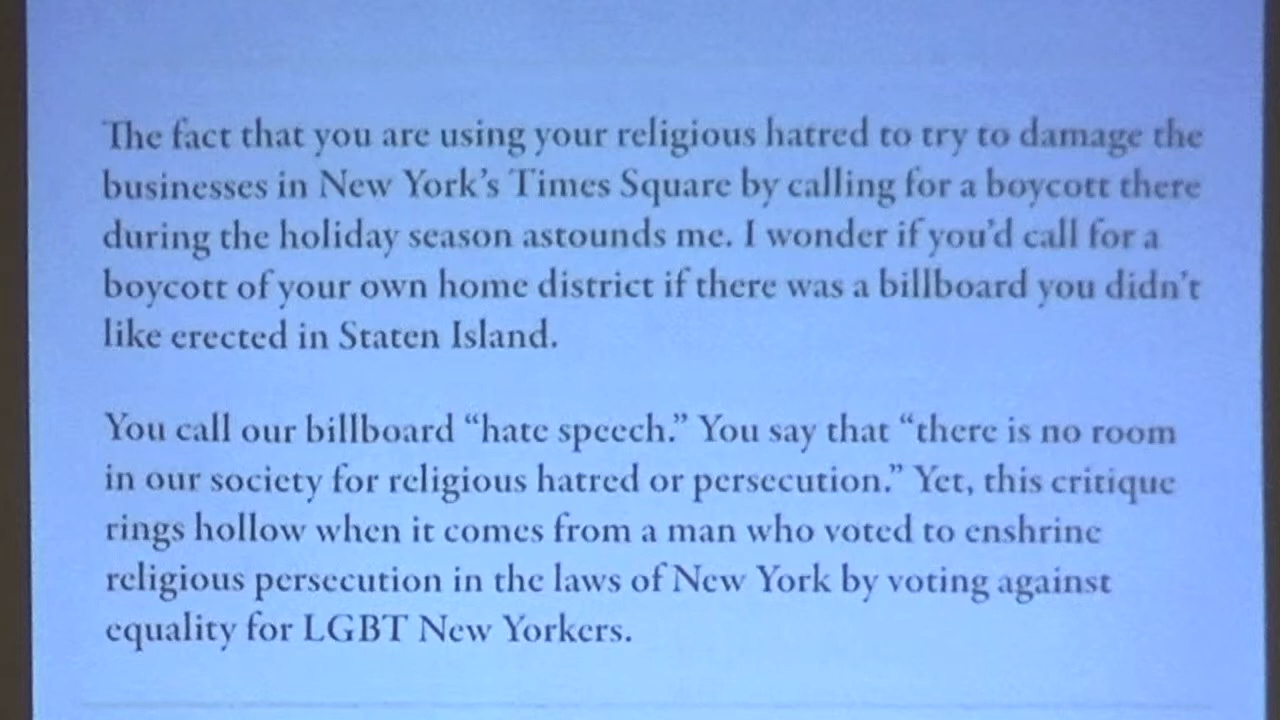 The fact that you are using your religious hatred to try to damage the
businesses in New York's Times Square by calling for a boycott there
during the holiday season astounds me. I wonder if you'd call for a
boycott of your own home district if there was a billboard you didn't
like erected in Staten Island.
You call our billboard “hate speech.” You say that “there is no room
in our society for religious hatred or persecution.” Yet, this critique
rings hollow when it comes from a man who voted to enshrine
religious persecution in the laws of New York by voting against
equality for LGBT New Yorkers.